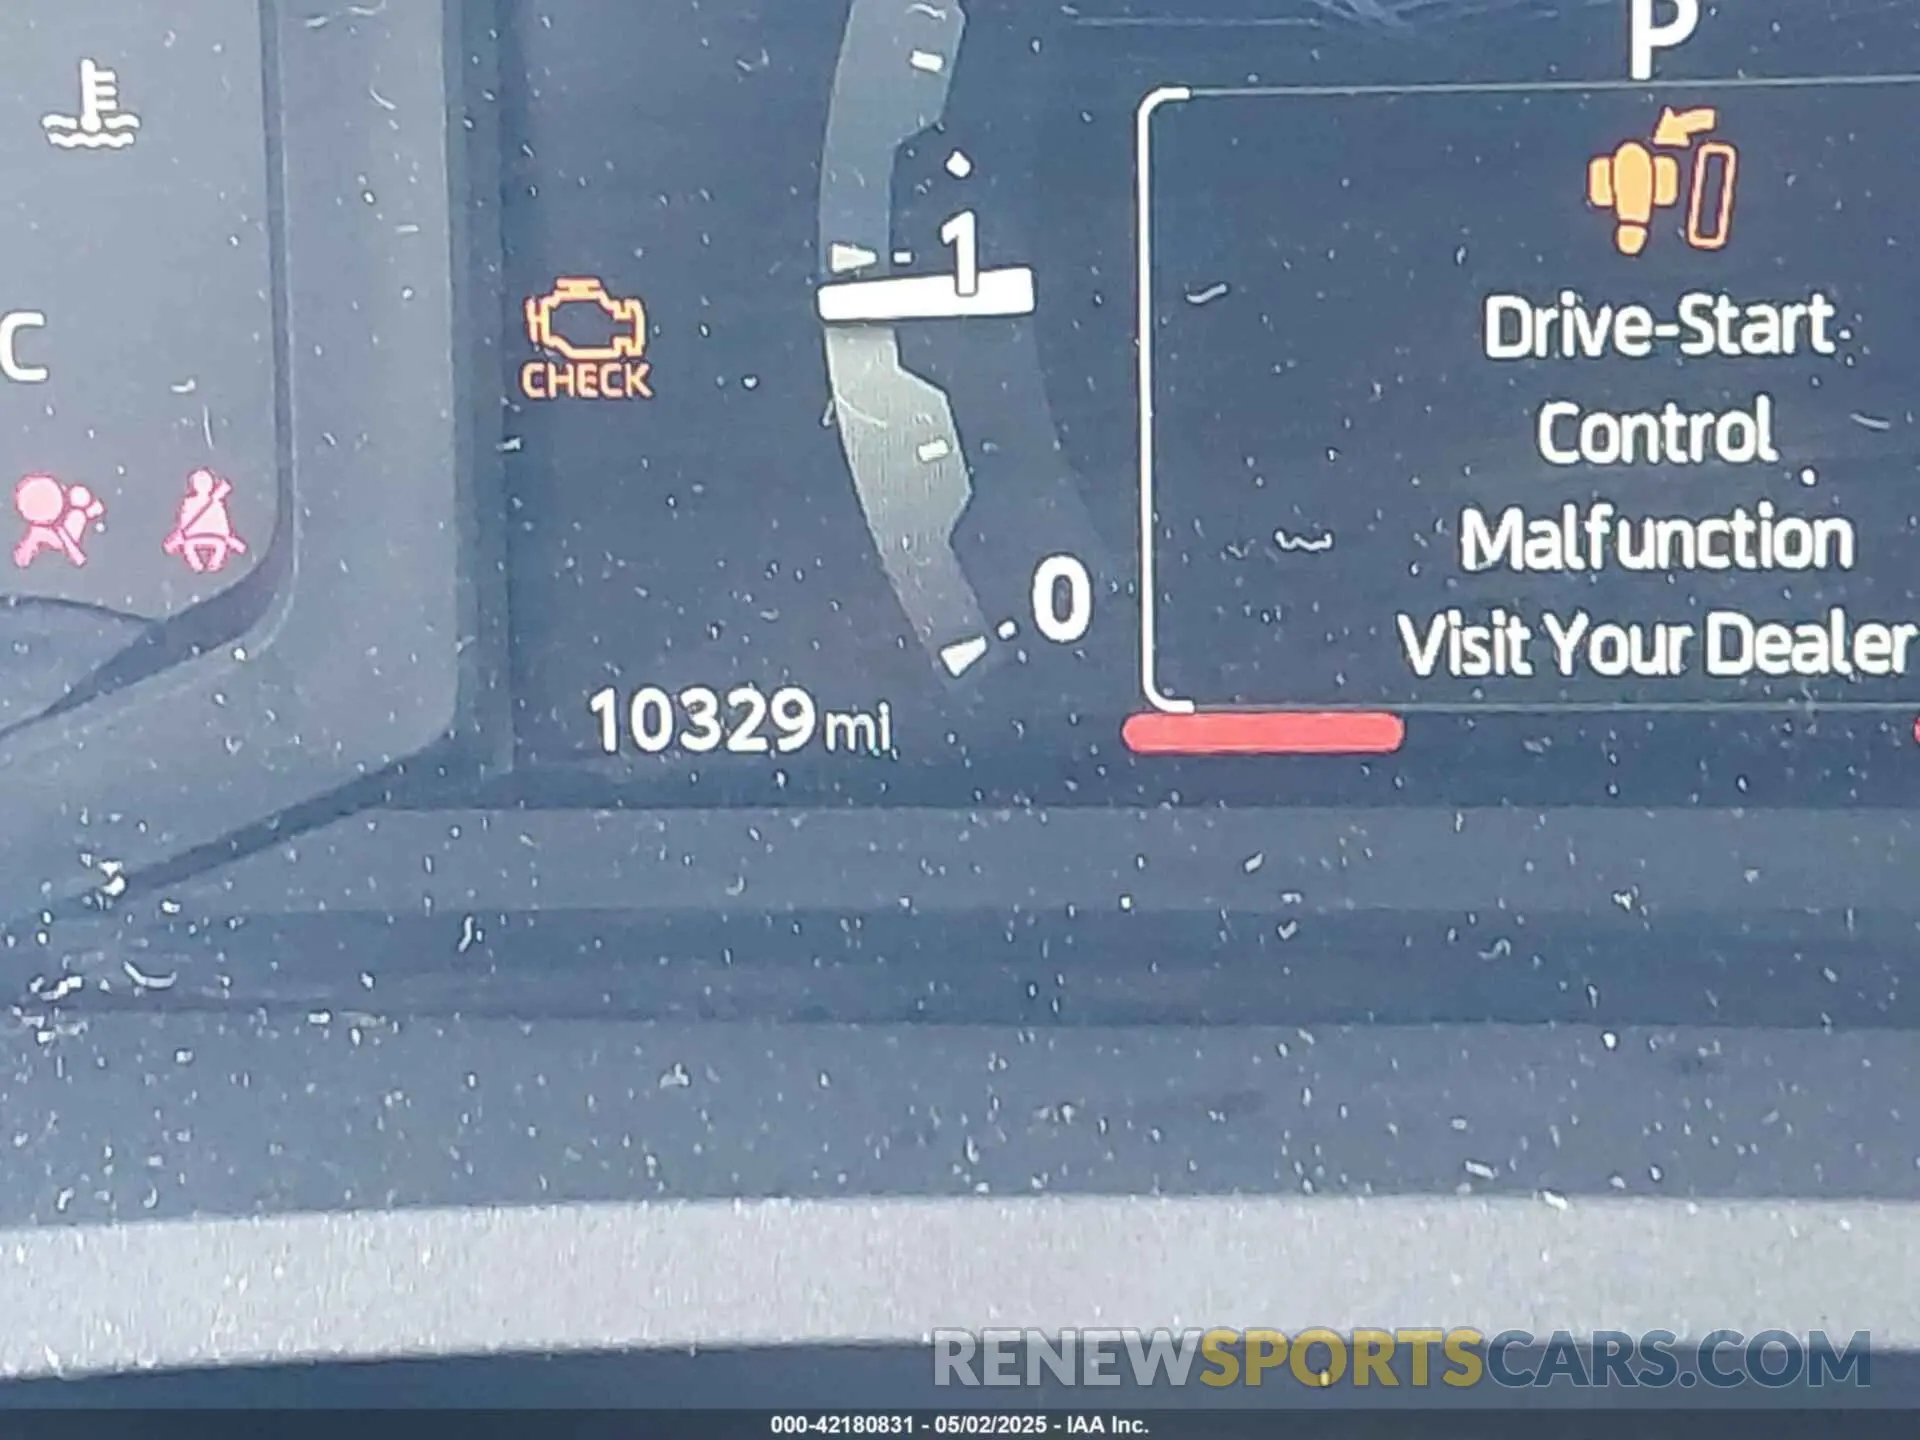 P
1
Drive-Start
C
CHECK
Control
Malfunction
0
Visit Your Dealer
10329 mi
RENEWSPORTSCARS.COM
000-42180831 - 05/02/2025 - IAA Inc.